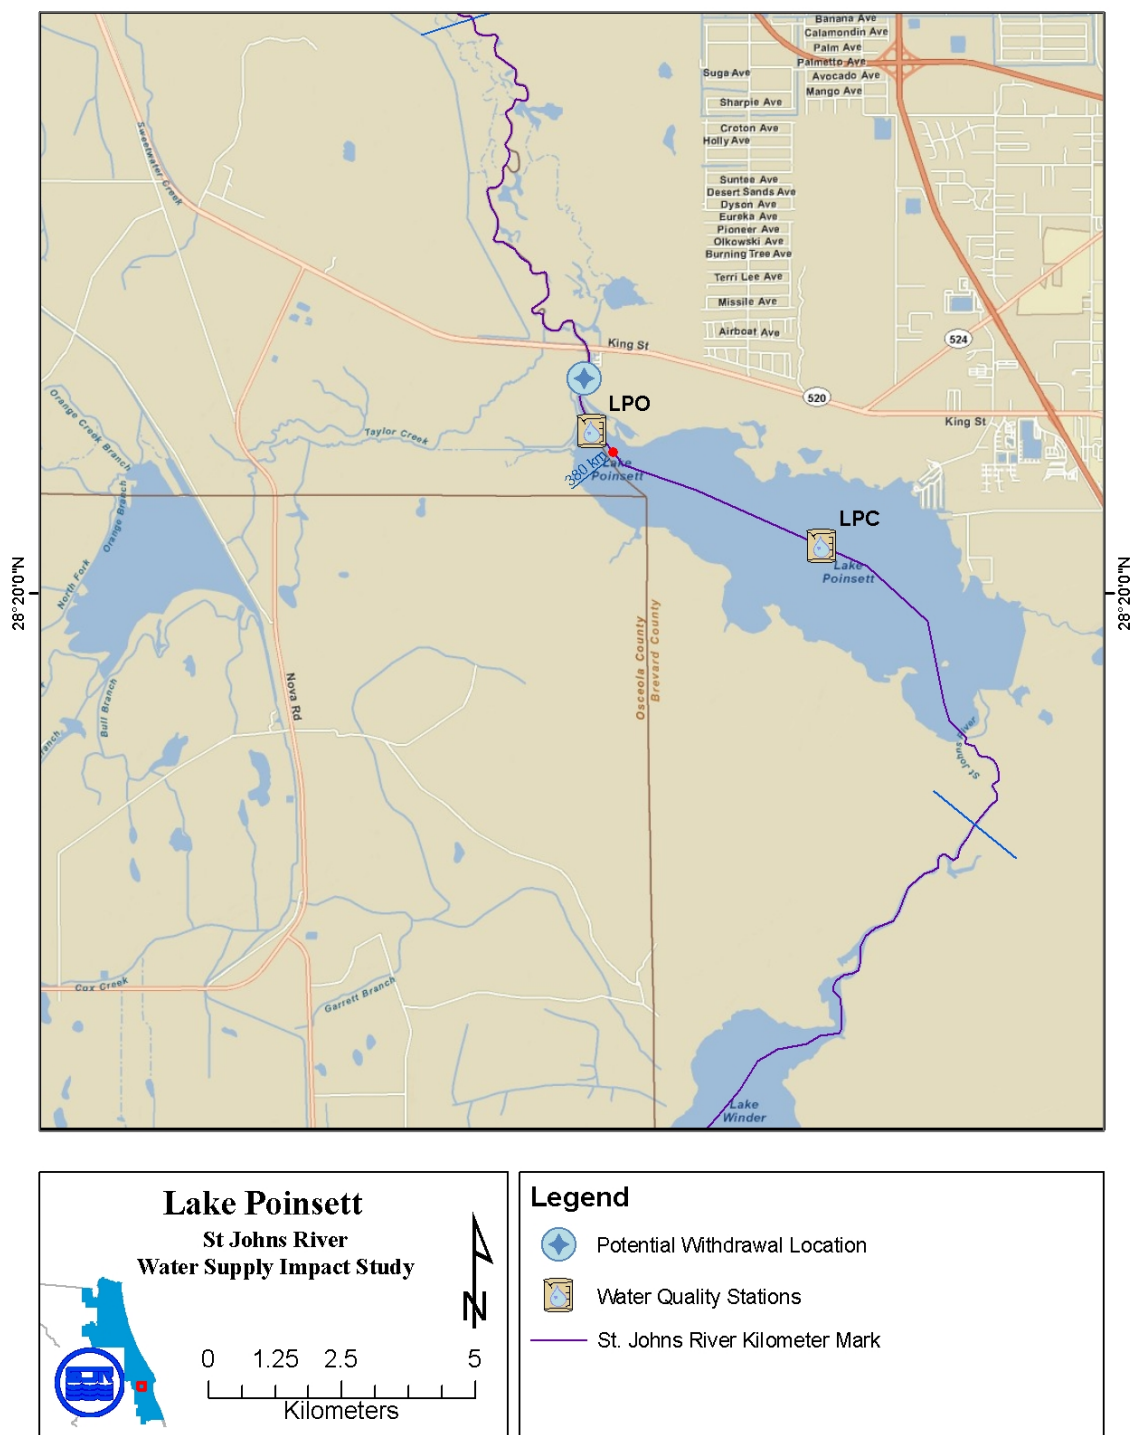 Banana Ave
Calamondin Ave
Palm Ave
Palmetto Ave
Suga Ave
Avocado Ave
Mango Ave
Sharpie Ave
Croton Ave
Holly Ave
Sweetwater Creek
Suntee Ave
Desert Sands Ave
Dyson Ave
Eureka Ave
Pioneer Ave
Olkowski Ave
Burning Tree Ave
Terri Lee Ave
Missile Ave
Airboat Ave
524
King St
520
LPO
King St
Orange Creek Branch
Taylor Creek
380 km
Lake
Poinsett
Orange Branch
LPC
North Fork
Lake
Poinsett
28°20'0"N
28°20'0"N
Osceola County
Brevard County
Nova Rd
Bull Branch
ranch
St Johns River
Cox Creek
Garrett Branch
Lake
Winder
Lake Poinsett
St Johns River
Water Supply Impact Study
N
0 1.25 2.5 5
Kilometers
Legend
Potential Withdrawal Location
Water Quality Stations
St. Johns River Kilometer Mark